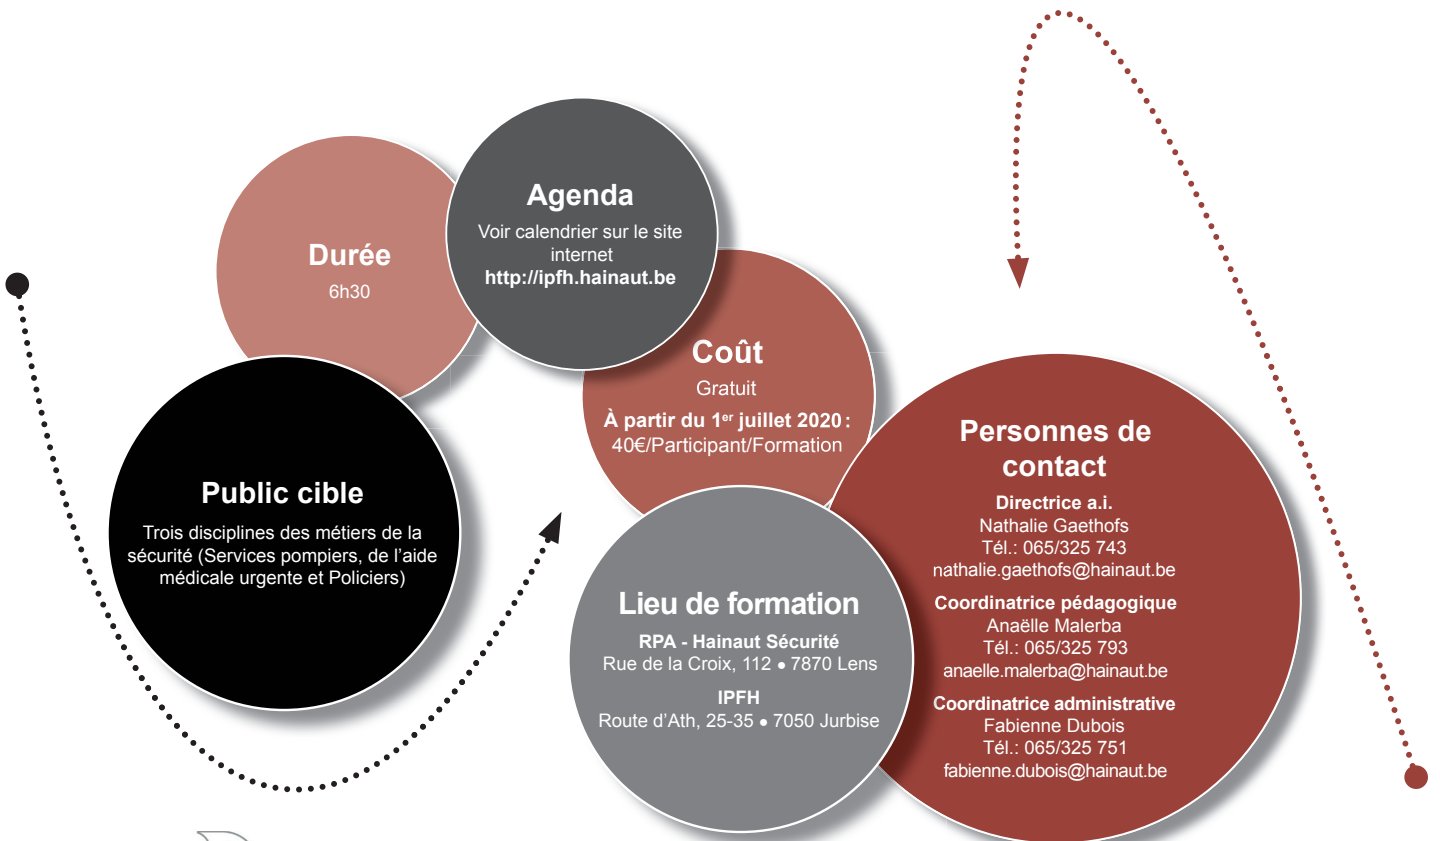 Durée
6h30
Agenda
Voir calendrier sur le site
internet
http://ipfh.hainaut.be
Coût
Gratuit
À partir du 1er juillet 2020 :
40€/Participant/Formation
Public cible
Trois disciplines des métiers de la
sécurité (Services pompiers, de l’aide
médicale urgente et Policiers)
Lieu de formation
RPA - Hainaut Sécurité
Rue de la Croix, 112 • 7870 Lens
IPFH
Route d’Ath, 25-35 • 7050 Jurbise
Personnes de
contact
Directrice a.i.
Nathalie Gaethofs
Tél.: 065/325 743
nathalie.gaethofs@hainaut.be
Coordinatrice pédagogique
Anaëlle Malerba
Tél.: 065/325 793
anaelle.malerba@hainaut.be
Coordinatrice administrative
Fabienne Dubois
Tél.: 065/325 751
fabienne.dubois@hainaut.be